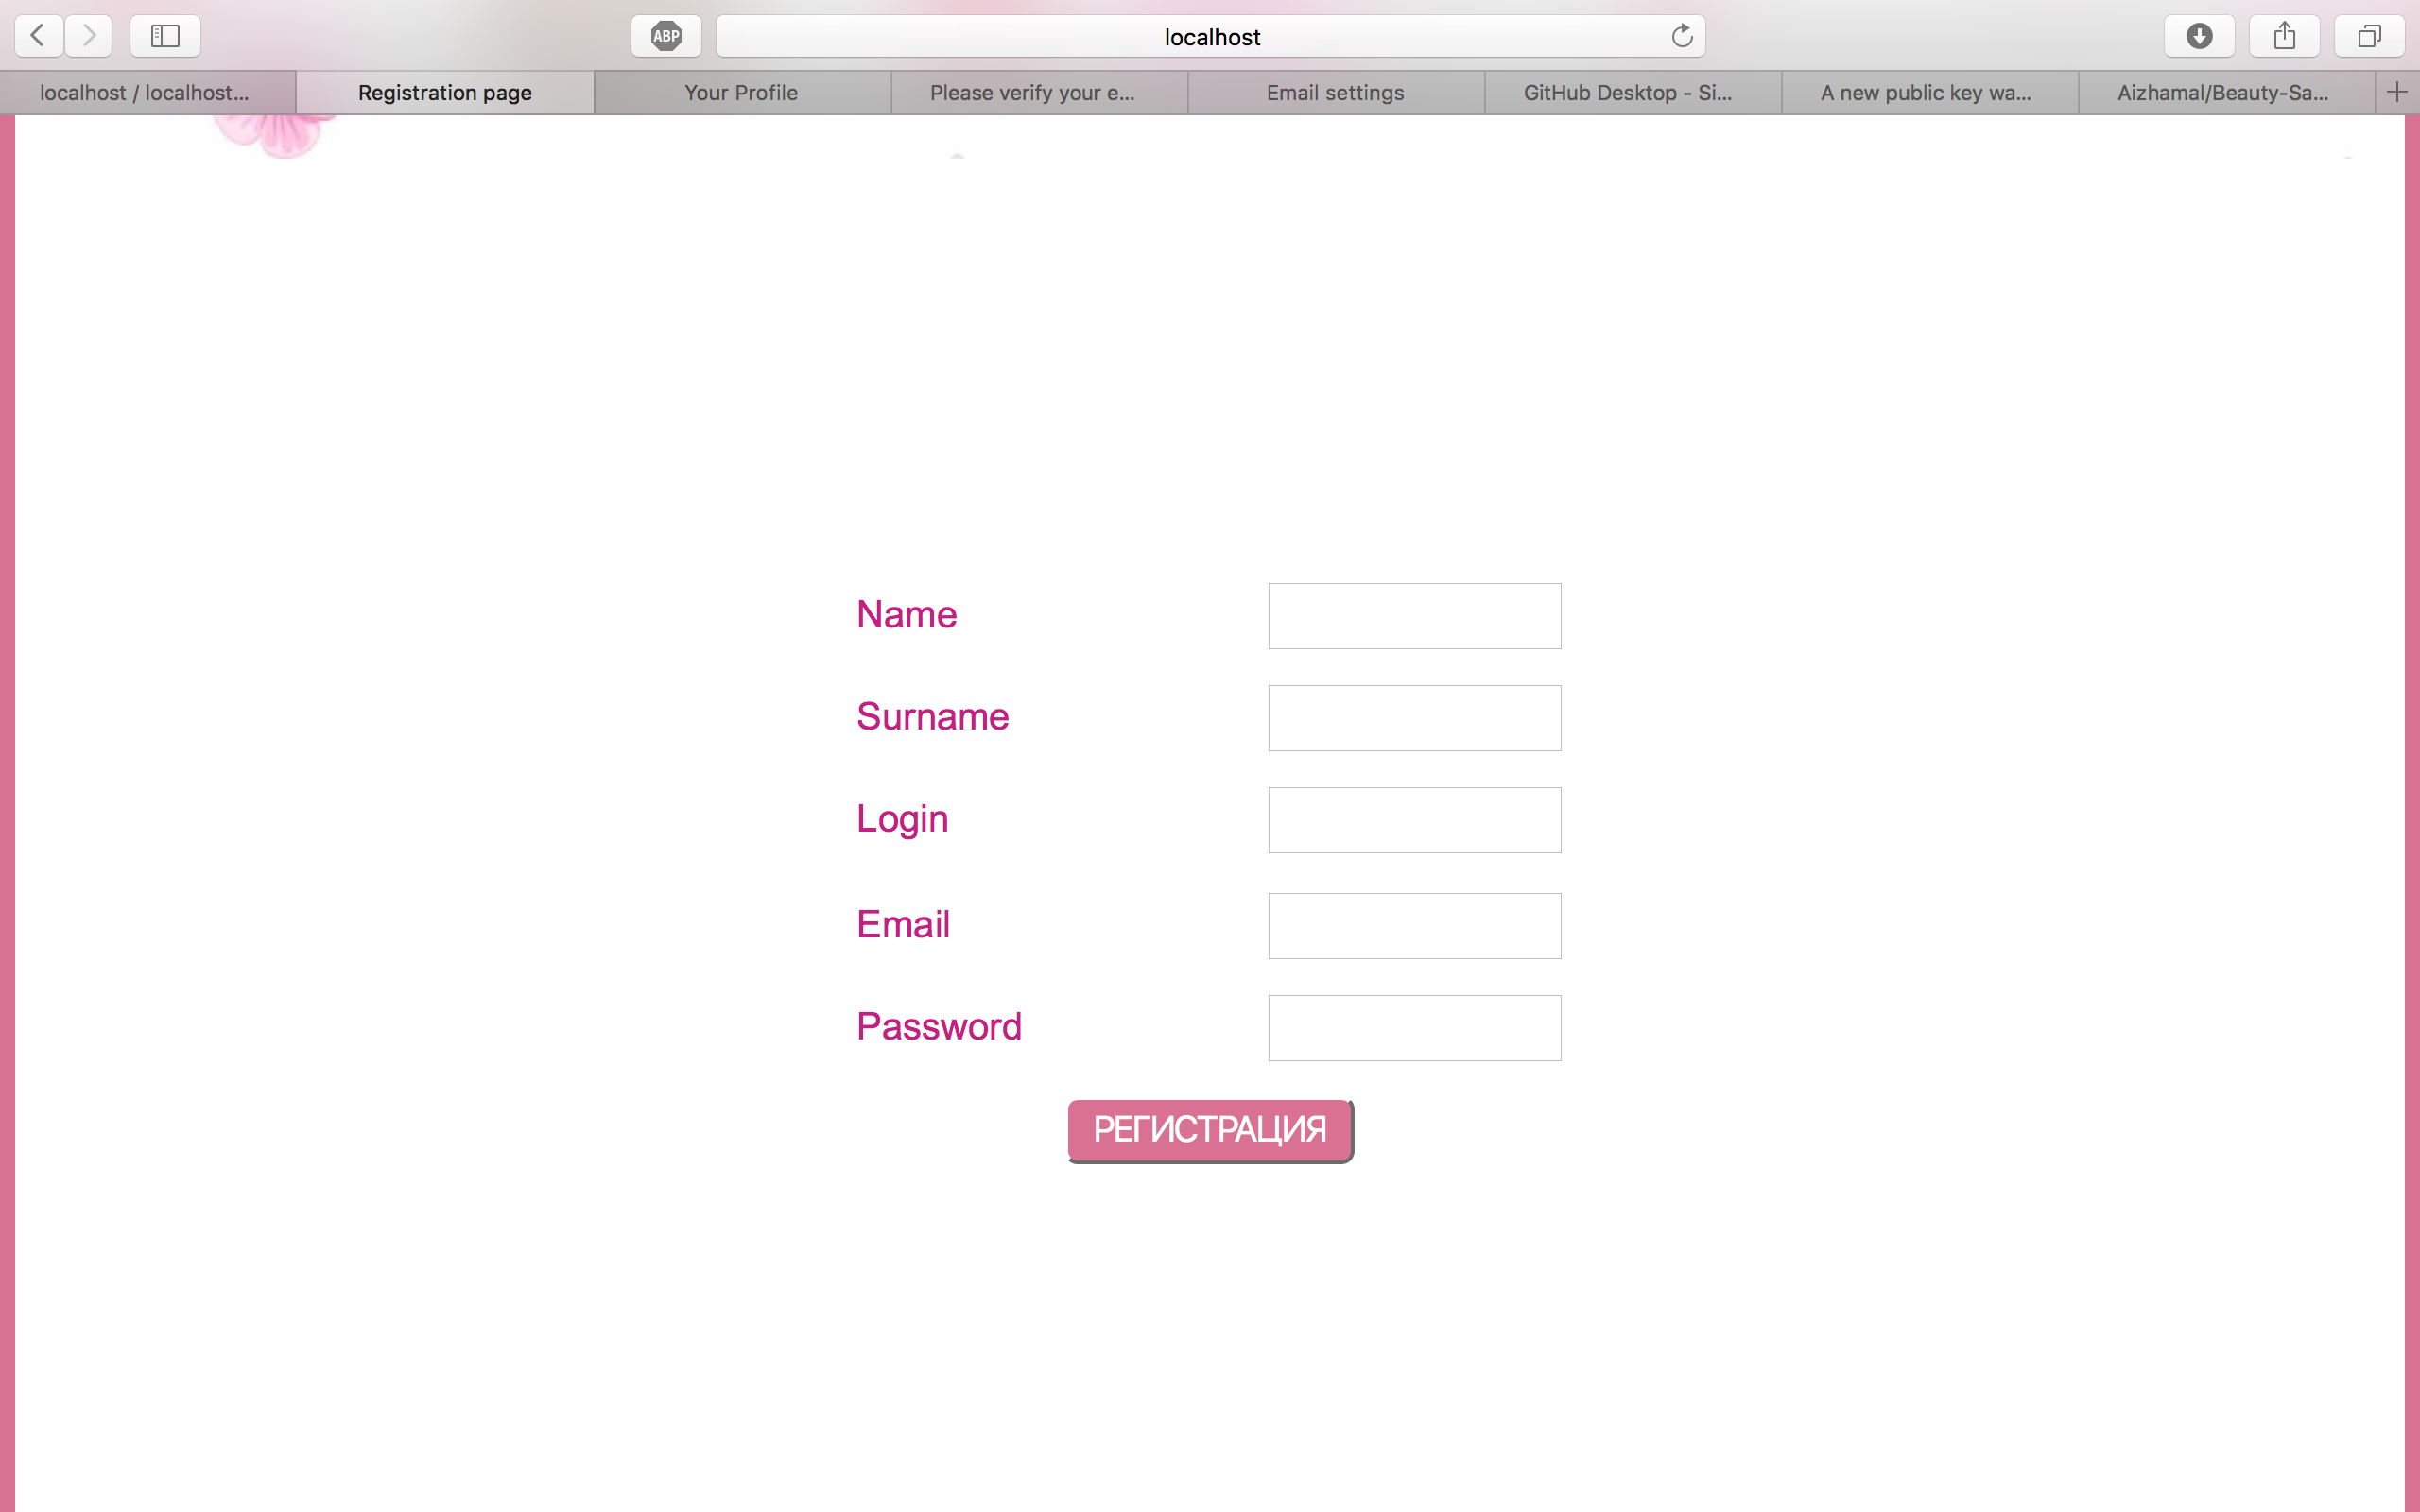 ABP
localhost
localhost / localhost...
Registration page
Your Profile
Please verify your e...
Email settings
GitHub Desktop - Si...
A new public key wa...
Aizhamal/Beauty-Sa...
Name
Surname
Login
Email
Password
РЕГИСТРАЦИЯ